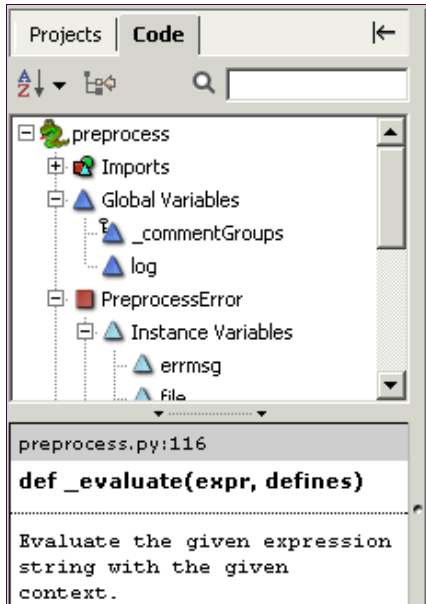 Projects Code
A
Z
preprocess
Imports
Global Variables
_commentGroups
log
PreprocessError
Instance Variables
errmsg
file
preprocess.py:116
def _evaluate(expr, defines)
Evaluate the given expression
string with the given
context.